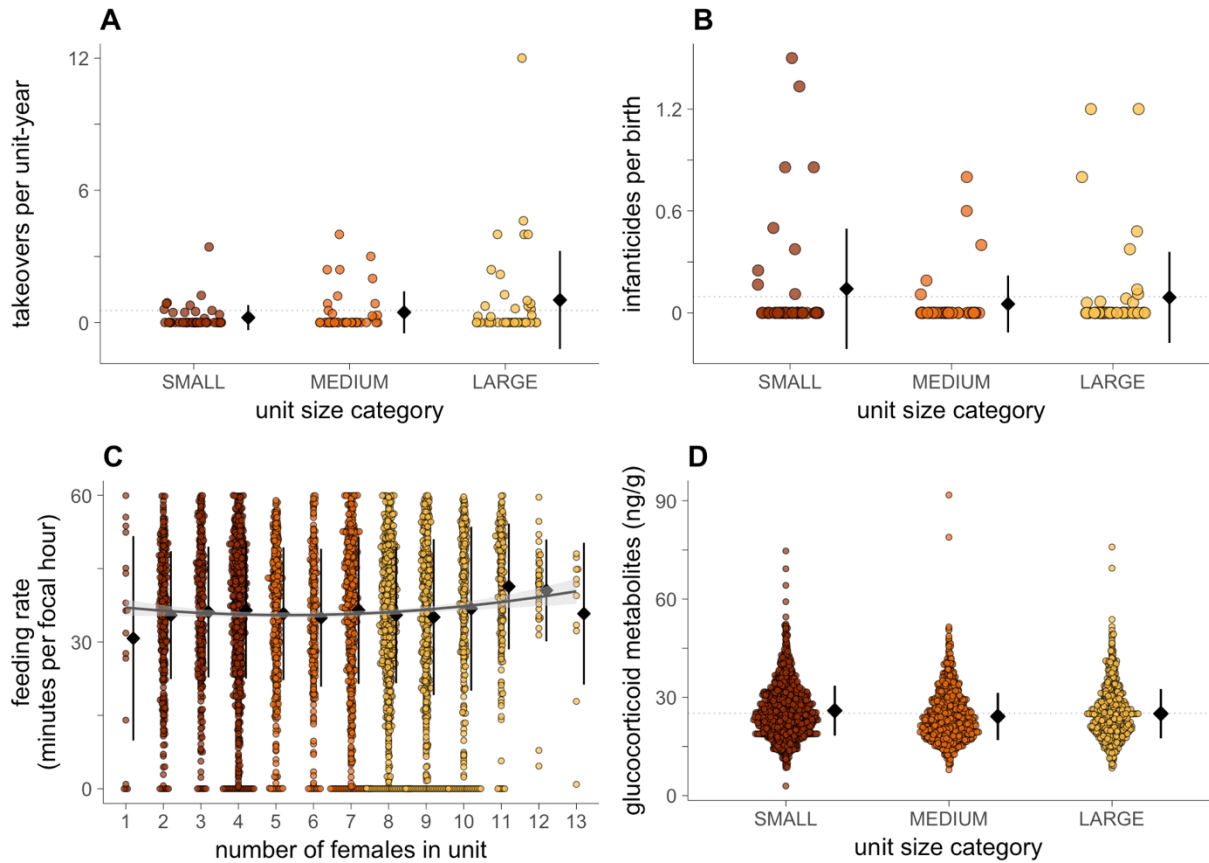 A
takeovers per unit-year
12
6
0
SMALL MEDIUM LARGE
unit size category
B
infanticides per birth
1.2
0.6
0
SMALL MEDIUM LARGE
unit size category
C
feeding rate
(minutes per focal hour)
60
30
0
1 2 3 4 5 6 7 8 9 10 11 12 13
number of females in unit
D
glucocorticoid metabolites (ng/g)
90
60
30
0
SMALL MEDIUM LARGE
unit size category